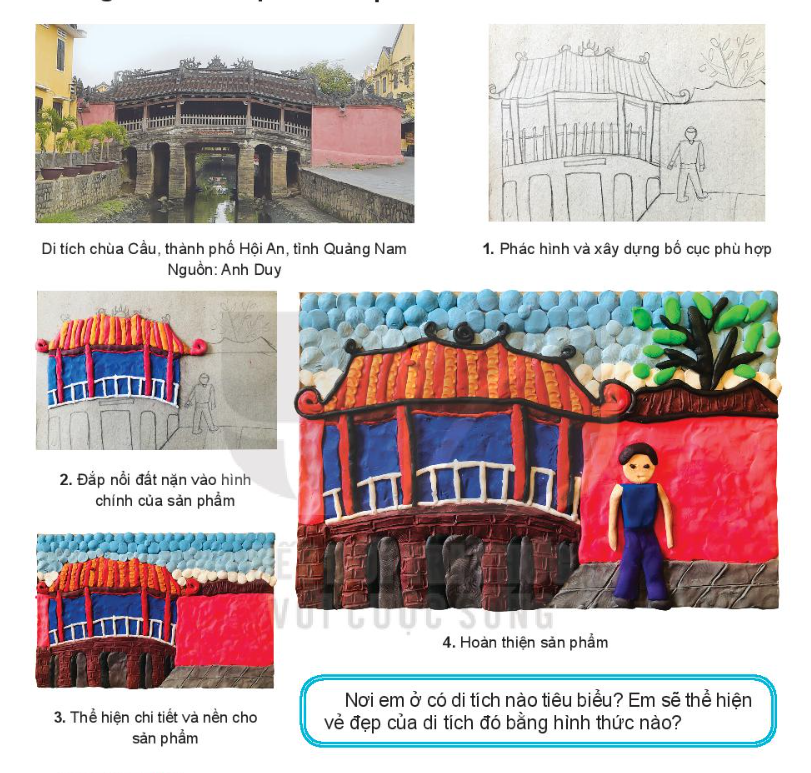 Di tích chùa Cầu, thành phố Hội An, tỉnh Quảng Nam
Nguồn: Anh Duy
1. Phác hình và xây dựng bố cục phù hợp
2. Đắp nổi đất nặn vào hình
chính của sản phẩm
3. Thể hiện chi tiết và nền cho
sản phẩm
4. Hoàn thiện sản phẩm
VỚI CUỘC SỐNG
Nơi em ở có di tích nào tiêu biểu? Em sẽ thể hiện
vẻ đẹp của di tích đó bằng hình thức nào?